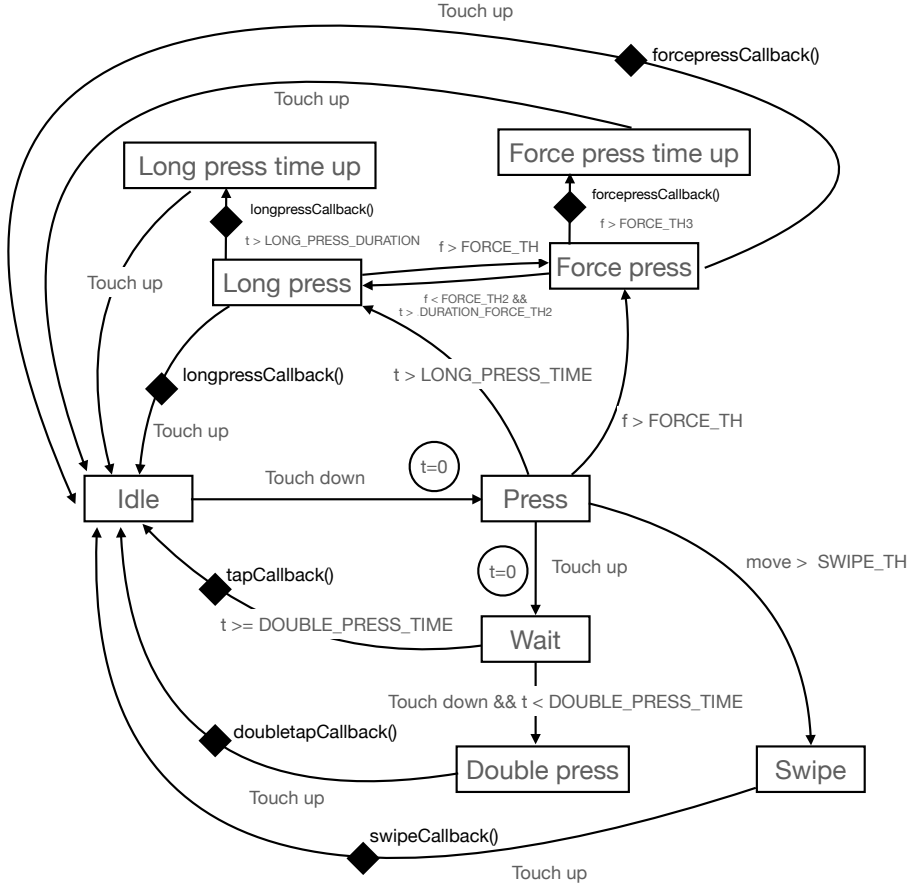 Touch up
forcepressCallback()
Touch up
Long press time up
Force press time up
longpressCallback()
forcepressCallback()
t > LONG_PRESS_DURATION
f > FORCE_TH3
f > FORCE_TH
Long press
Force press
Touch up
f < FORCE_TH2 &&
t > DURATION_FORCE_TH2
longpressCallback()
t > LONG_PRESS_TIME
Touch up
f > FORCE_TH
t=0
Touch down
Idle
Press
t=0
Touch up
move > SWIPE_TH
tapCallback()
t >= DOUBLE_PRESS_TIME
Wait
Touch down && t < DOUBLE_PRESS_TIME
doubletapCallback()
Double press
Swipe
Touch up
swipeCallback()
Touch up